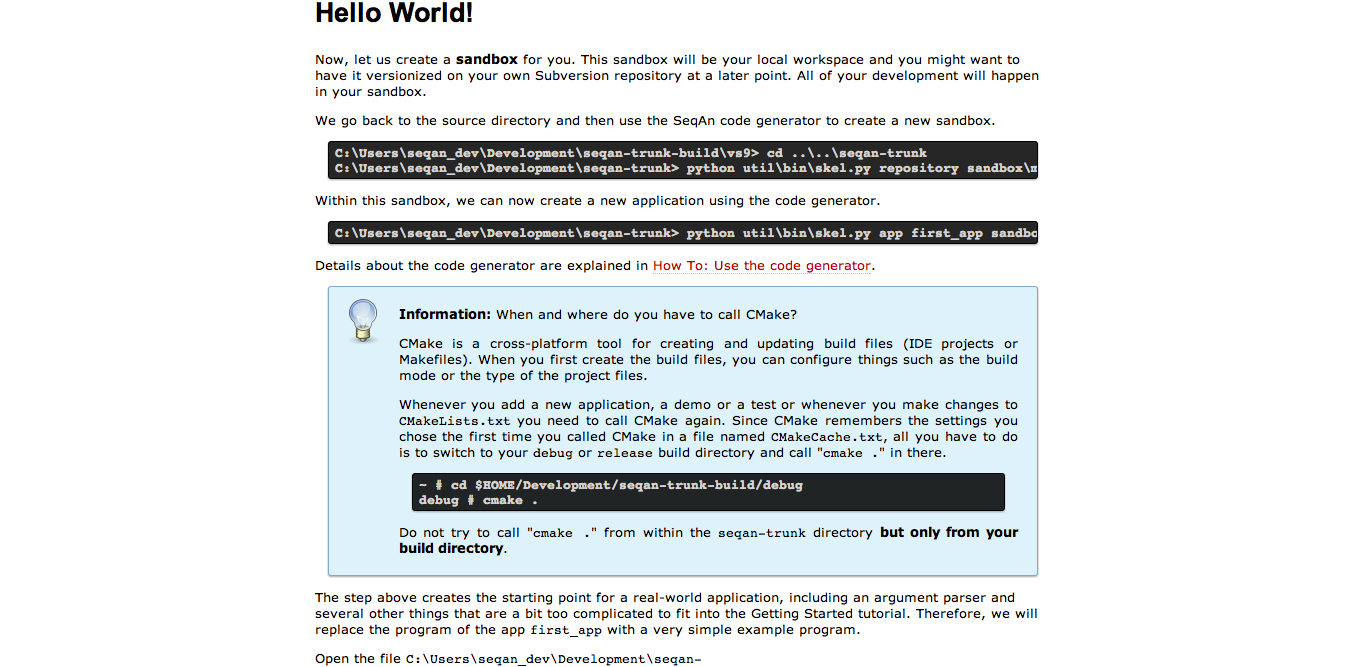 Hello World!
Now, let us create a sandbox for you. This sandbox will be your local workspace and you might want to
have it versionized on your own Subversion repository at a later point. All of your development will happen
in your sandbox.
We go back to the source directory and then use the SeqAn code generator to create a new sandbox.
C:\Users\seqan_dev\Development\seqan-trunk-build\vs9> cd ..\..\seqan-trunk
C:\Users\seqan_dev\Development\seqan-trunk> python util\bin\skel.py repository sandbox\m
Within this sandbox, we can now create a new application using the code generator.
C:\Users\seqan_dev\Development\seqan-trunk> python util\bin\skel.py app first_app sandbo
Details about the code generator are explained in How To: Use the code generator.
Information: When and where do you have to call CMake?
CMake is a cross-platform tool for creating and updating build files (IDE projects or
Makefiles). When you first create the build files, you can configure things such as the build
mode or the type of the project files.
Whenever you add a new application, a demo or a test or whenever you make changes to
CMakeLists.txt you need to call CMake again. Since CMake remembers the settings you
chose the first time you called CMake in a file named CMakeCache.txt, all you have to do
is to switch to your debug or release build directory and call "cmake ." in there.
~ # cd $HOME/Development/seqan-trunk-build/debug
debug # cmake .
Do not try to call "cmake ." from within the seqan-trunk directory but only from your
build directory.
The step above creates the starting point for a real-world application, including an argument parser and
several other things that are a bit too complicated to fit into the Getting Started tutorial. Therefore, we will
replace the program of the app first_app with a very simple example program.
Open the file C:\Users\seqan_dev\Development\seqan-